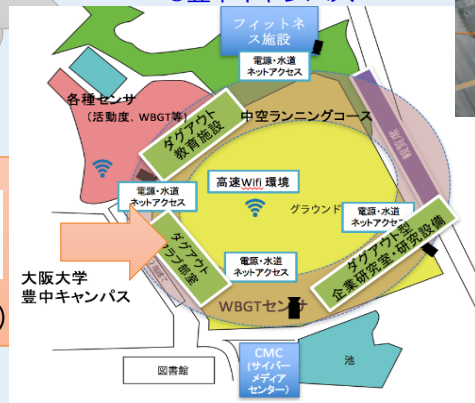 フィットネ
ス施設
電源・水道
ネットアクセス
各種センサ
(活動度、WBGT等)
ダグアウト
教育施設
中空ランニングコース
観覧席
電源・水道
ネットアクセス
高速Wifi 環境
グラウンド
電源・水道
ネットアクセス
ダグアウト
クラブ部室
電源・水道
ネットアクセス
ダグアウト型
企業研究室・研究設備
大阪大学
豊中キャンパス
WBGTセンサ
CMC
(サイバー
メディア
センター)
図書館
池